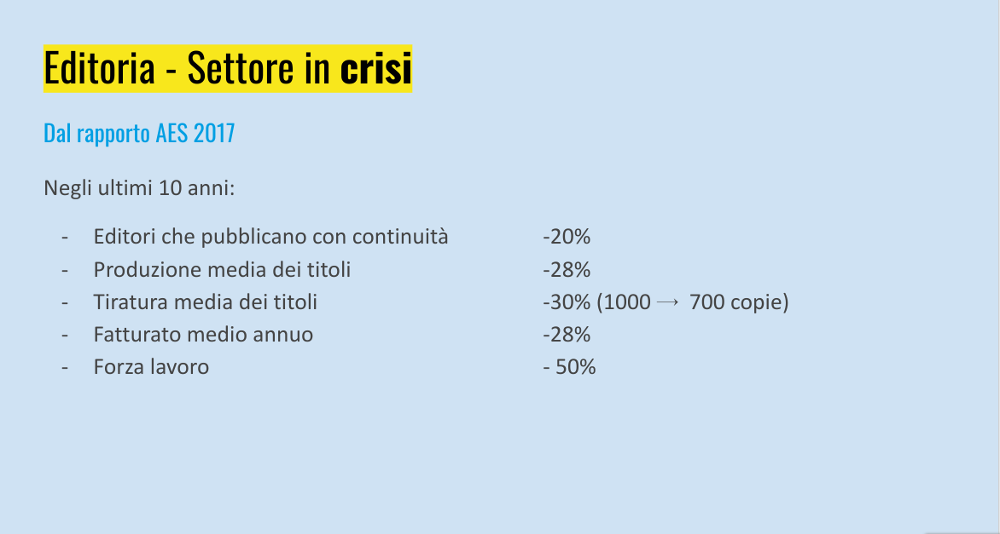 Editoria - Settore in crisi
Dal rapporto AES 2017
Negli ultimi 10 anni:
- Editori che pubblicano con continuità -20%
- Produzione media dei titoli -28%
- Tiratura media dei titoli -30% (1000 → 700 copie)
- Fatturato medio annuo -28%
- Forza lavoro - 50%